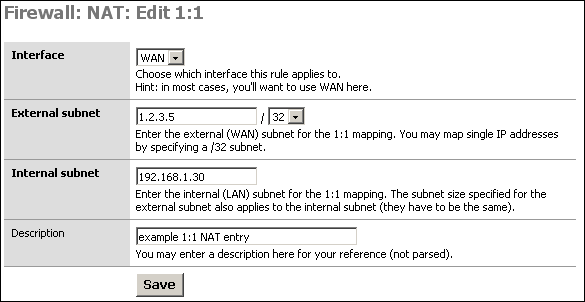 Firewall: NAT: Edit 1:1
Interface
WAN
Choose which interface this rule applies to.
Hint: in most cases, you'll want to use WAN here.
External subnet
1.2.3.5 / 32
Enter the external (WAN) subnet for the 1:1 mapping. You may map single IP addresses
by specifying a /32 subnet.
Internal subnet
192.168.1.30
Enter the internal (LAN) subnet for the 1:1 mapping. The subnet size specified for the
external subnet also applies to the internal subnet (they have to be the same).
Description
example 1:1 NAT entry
You may enter a description here for your reference (not parsed).
Save